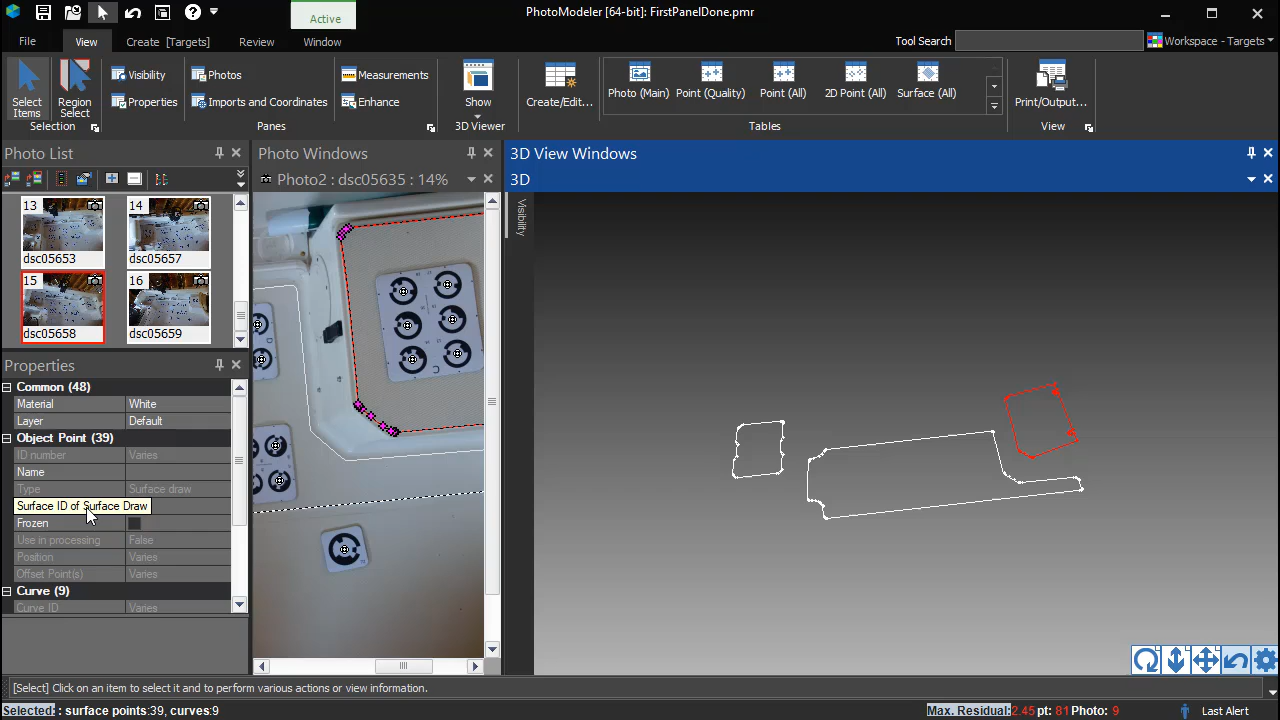 PhotoModeler [64-bit]: FirstPanelDone.pmr
Active
File
View
Create [Targets]
Review
Window
Tool Search
Workspace - Targets
Select Items
Region Select
Selection
Visibility
Properties
Photos
Imports and Coordinates
Panes
Measurements
Enhance
Show
3D Viewer
Create/Edit...
Photo (Main)
Point (Quality)
Point (All)
2D Point (All)
Surface (All)
Tables
Print/Output...
View
Photo List
13
dsc05653
14
dsc05657
15
dsc05658
16
dsc05659
Photo Windows
Photo2 : dsc05635 : 14%
3D View Windows
3D
Visibility
Properties
Common (48)
Material White
Layer Default
Object Point (39)
ID number Varies
Name
Type Surface draw
Surface ID of Surface Draw
Frozen
Use in processing False
Position Varies
Offset Point(s) Varies
Curve (9)
Curve ID Varies
[Select] Click on an item to select it and to perform various actions or view information.
Selected: : surface points:39, curves:9
Max. Residual: 2.45 pt: 81 Photo: 9
Last Alert